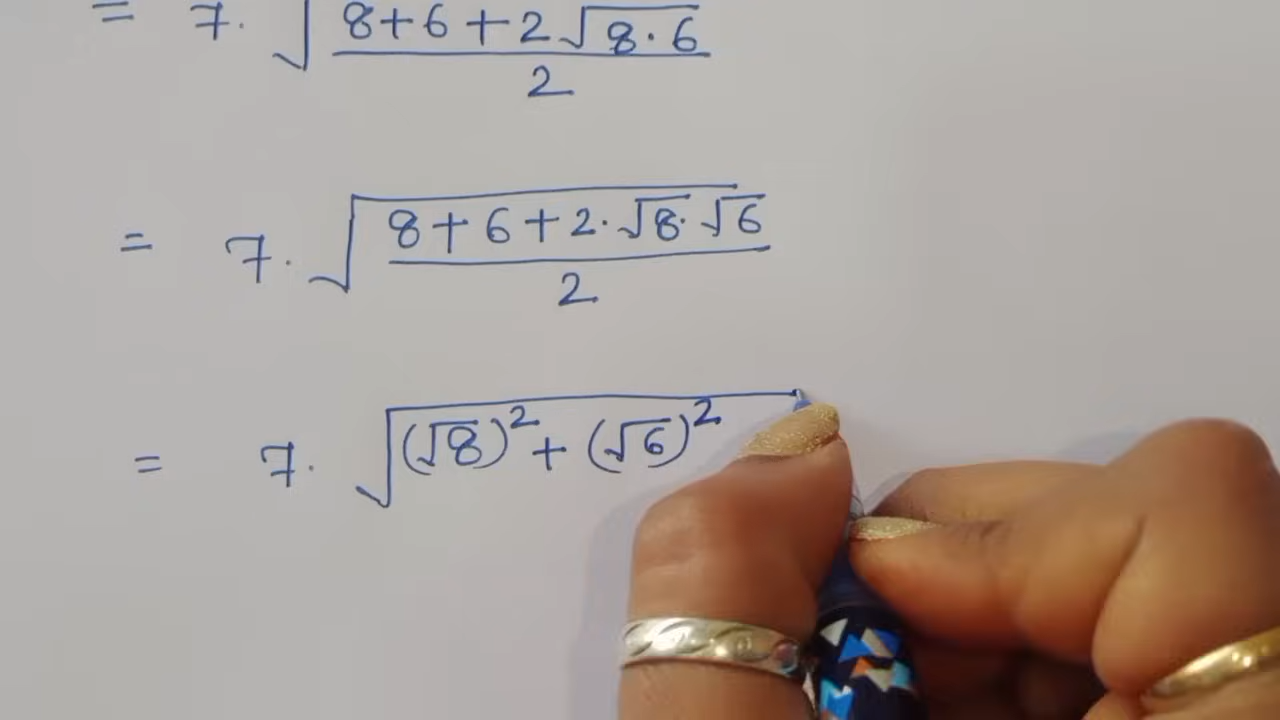 = 7. √(8+6+2√(8·6) / 2)
= 7. √(8+6+2·√8·√6 / 2)
= 7. √((√8)² + (√6)²